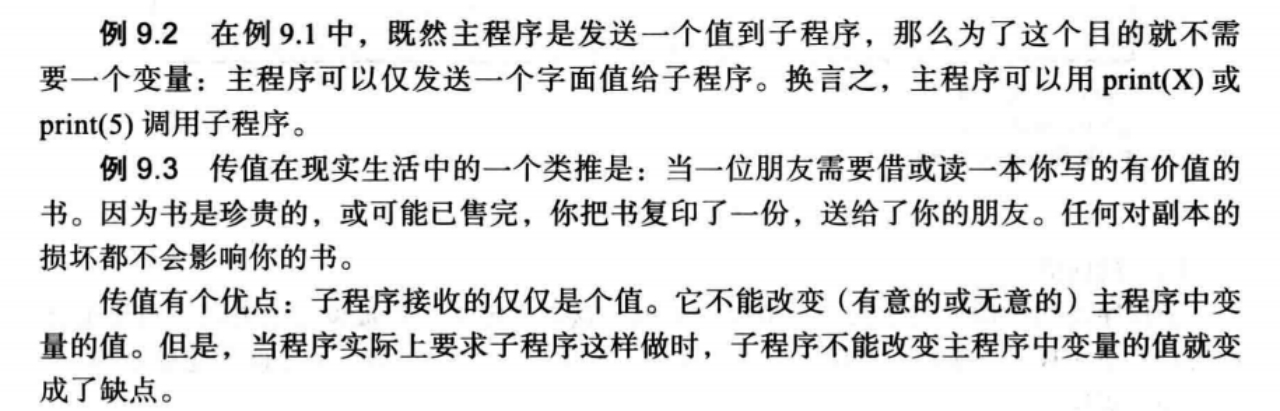 例 9.2 在例 9.1 中，既然主程序是发送一个值到子程序，那么为了这个目的就不需
要一个变量：主程序可以仅发送一个字面值给子程序。换言之，主程序可以用 print(X) 或
print(5) 调用子程序。
例 9.3 传值在现实生活中的一个类推是：当一位朋友需要借或读一本你写的有价值的
书。因为书是珍贵的，或可能已售完，你把书复印了一份，送给了你的朋友。任何对副本的
损坏都不会影响你的书。
传值有个优点：子程序接收的仅仅是个值。它不能改变（有意的或无意的）主程序中变
量的值。但是，当程序实际上要求子程序这样做时，子程序不能改变主程序中变量的值就变
成了缺点。